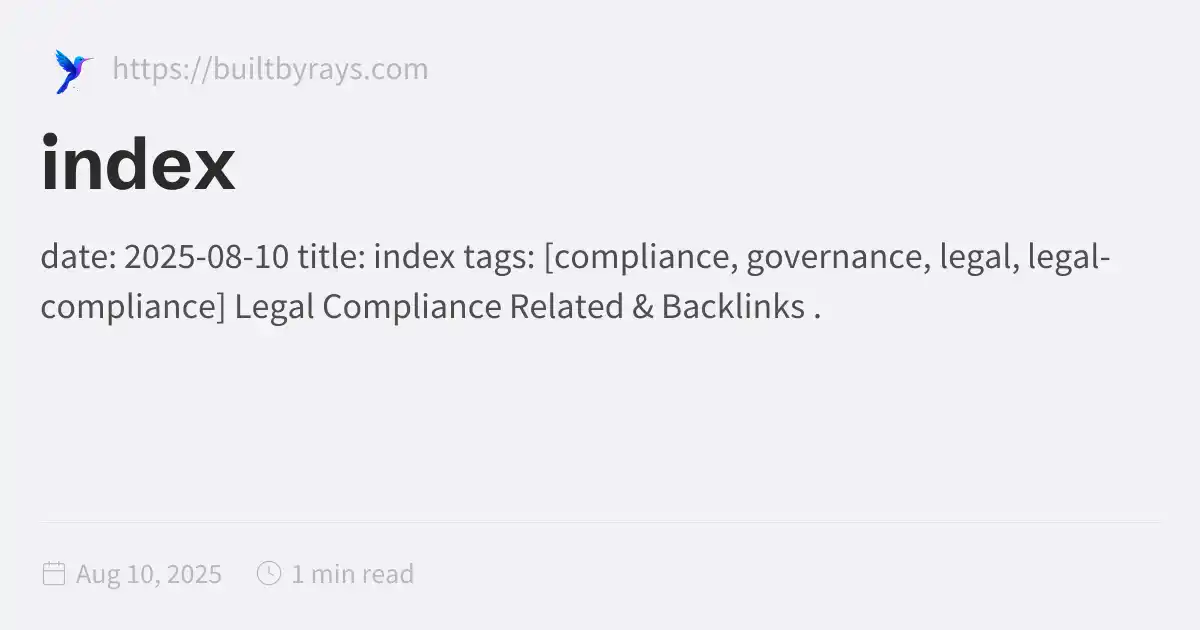 https://builtbyrays.com
index
date: 2025-08-10 title: index tags: [compliance, governance, legal, legal-
compliance] Legal Compliance Related & Backlinks .
Aug 10, 2025 1 min read